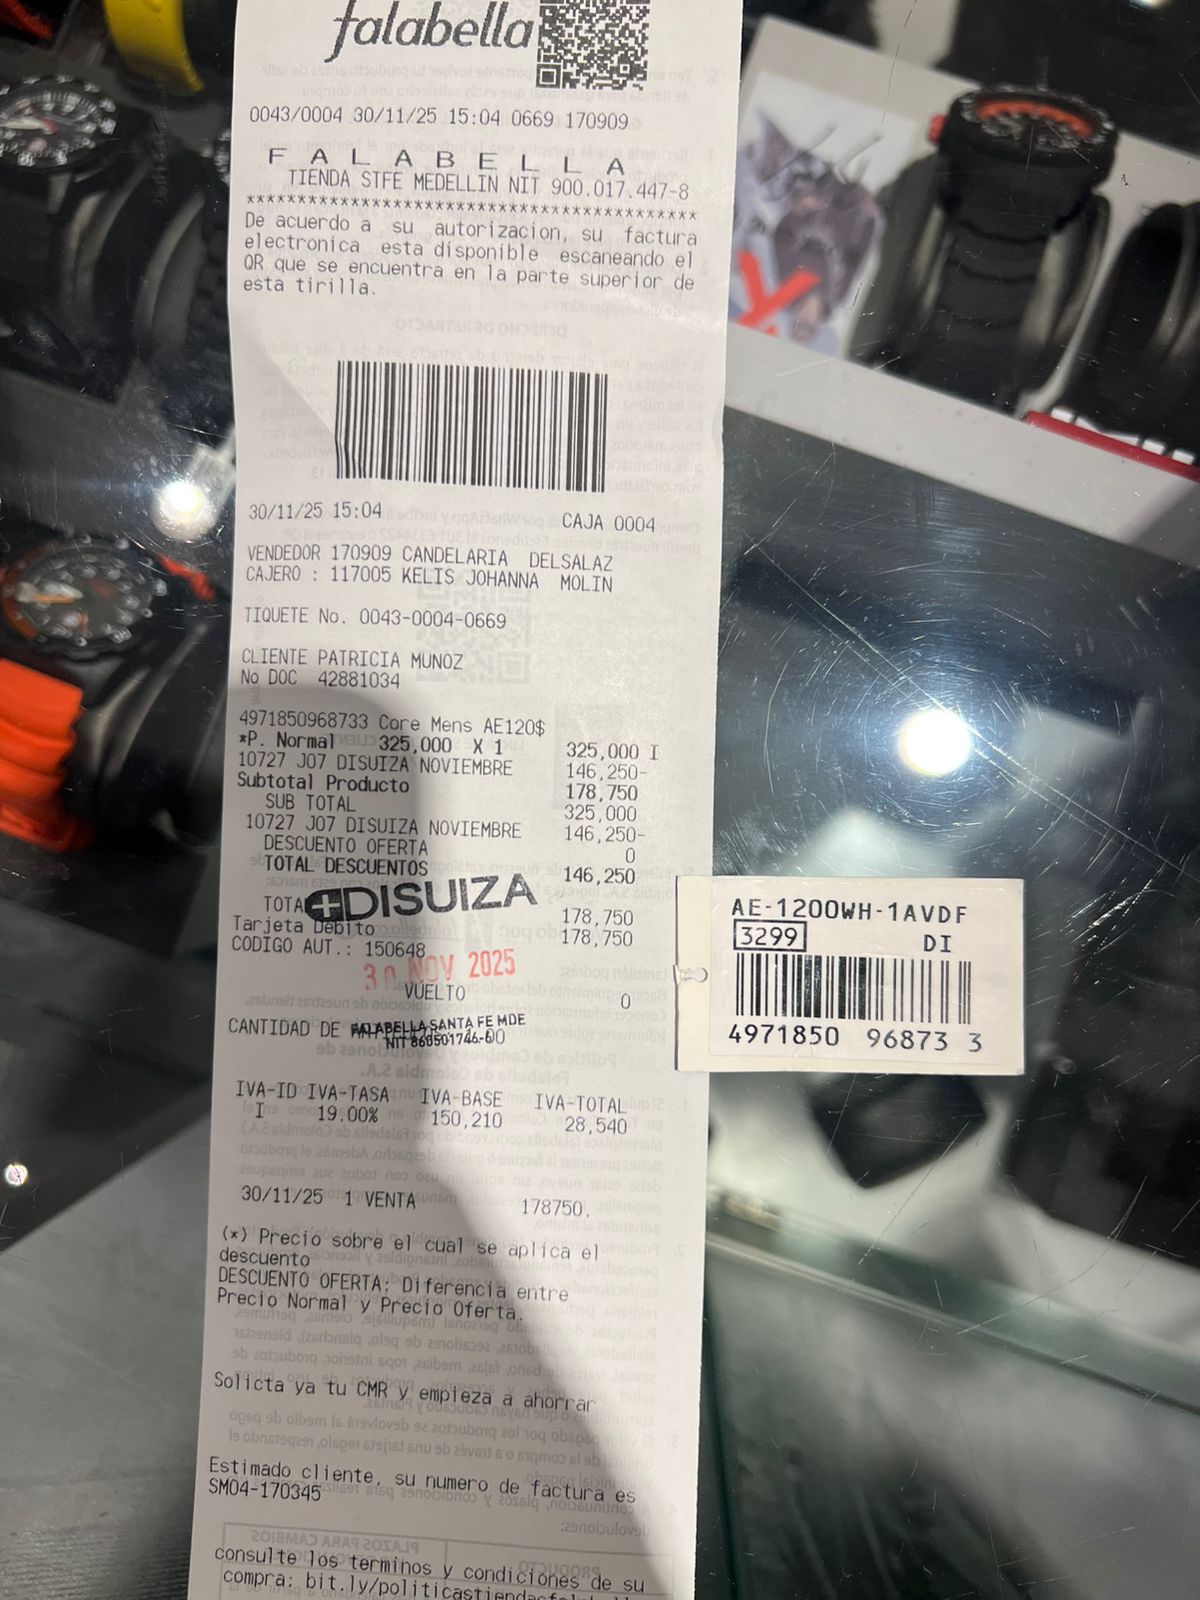 falabella
0043/0004 30/11/25 15:04 0669 170909
F A L A B E L L A
TIENDA STFE MEDELLIN NIT 900.017.447-8
*******************************************
De acuerdo a su autorizacion, su factura
electronica esta disponible escaneando el
QR que se encuentra en la parte superior de
esta tirilla.
30/11/25 15:04 CAJA 0004
VENDEDOR 170909 CANDELARIA DELSALAZ
CAJERO : 117005 KELIS JOHANNA MOLIN
TIQUETE No. 0043-0004-0669
CLIENTE PATRICIA MUNOZ
No DOC 42881034
4971850968733 Core Mens AE120$
*P. Normal 325,000 X 1 325,000 I
10727 J07 DISUIZA NOVIEMBRE 146,250-
Subtotal Producto 178,750
SUB TOTAL 325,000
10727 J07 DISUIZA NOVIEMBRE 146,250-
DESCUENTO OFERTA 0
TOTAL DESCUENTOS 146,250
TOTA 178,750
DISUIZA
Tarjeta Debito 178,750
CODIGO AUT.: 150648
30 NOV 2025
VUELTO 0
CANTIDAD DE
FALABELLA SANTA FE MDE
NIT 860501746-60
IVA-ID IVA-TASA IVA-BASE IVA-TOTAL
I 19.00% 150,210 28,540
30/11/25 1 VENTA 178750.
(*) Precio sobre el cual se aplica el
descuento
DESCUENTO OFERTA: Diferencia entre
Precio Normal y Precio Oferta.
Solicta ya tu CMR y empieza a ahorrar
Estimado cliente, su numero de factura es
SM04-170345
consulte los terminos y condiciones de su
compra:
AE-1200WH-1AVDF
3299 DI
4971850 96873 3